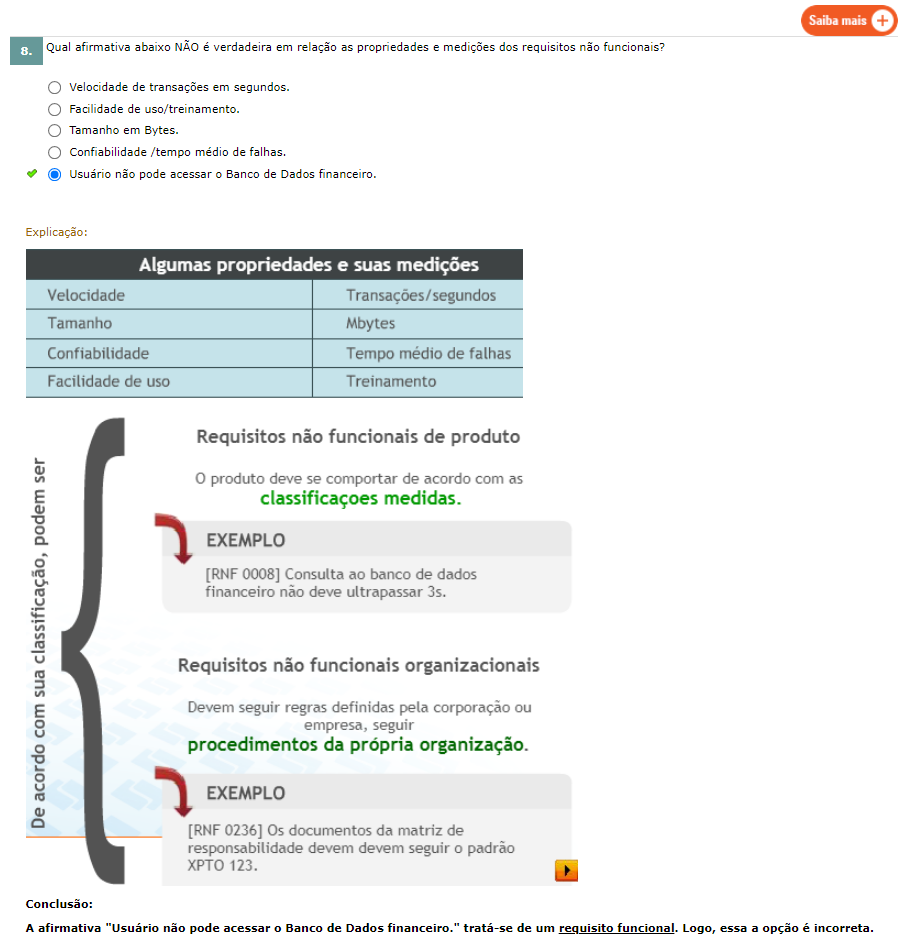 Saiba mais
8. Qual afirmativa abaixo NÃO é verdadeira em relação as propriedades e medições dos requisitos não funcionais?
Velocidade de transações em segundos.
Facilidade de uso/treinamento.
Tamanho em Bytes.
Confiabilidade /tempo médio de falhas.
Usuário não pode acessar o Banco de Dados financeiro.
Explicação:
Algumas propriedades e suas medições
Velocidade Transações/segundos
Tamanho Mbytes
Confiabilidade Tempo médio de falhas
Facilidade de uso Treinamento
De acordo com sua classificação, podem ser
Requisitos não funcionais de produto
O produto deve se comportar de acordo com as
classificaçoes medidas.
EXEMPLO
[RNF 0008] Consulta ao banco de dados
financeiro não deve ultrapassar 3s.
Requisitos não funcionais organizacionais
Devem seguir regras definidas pela corporação ou
empresa, seguir
procedimentos da própria organização.
EXEMPLO
[RNF 0236] Os documentos da matriz de
responsabilidade devem devem seguir o padrão
XPTO 123.
Conclusão:
A afirmativa "Usuário não pode acessar o Banco de Dados financeiro." tratá-se de um requisito funcional. Logo, essa a opção é incorreta.